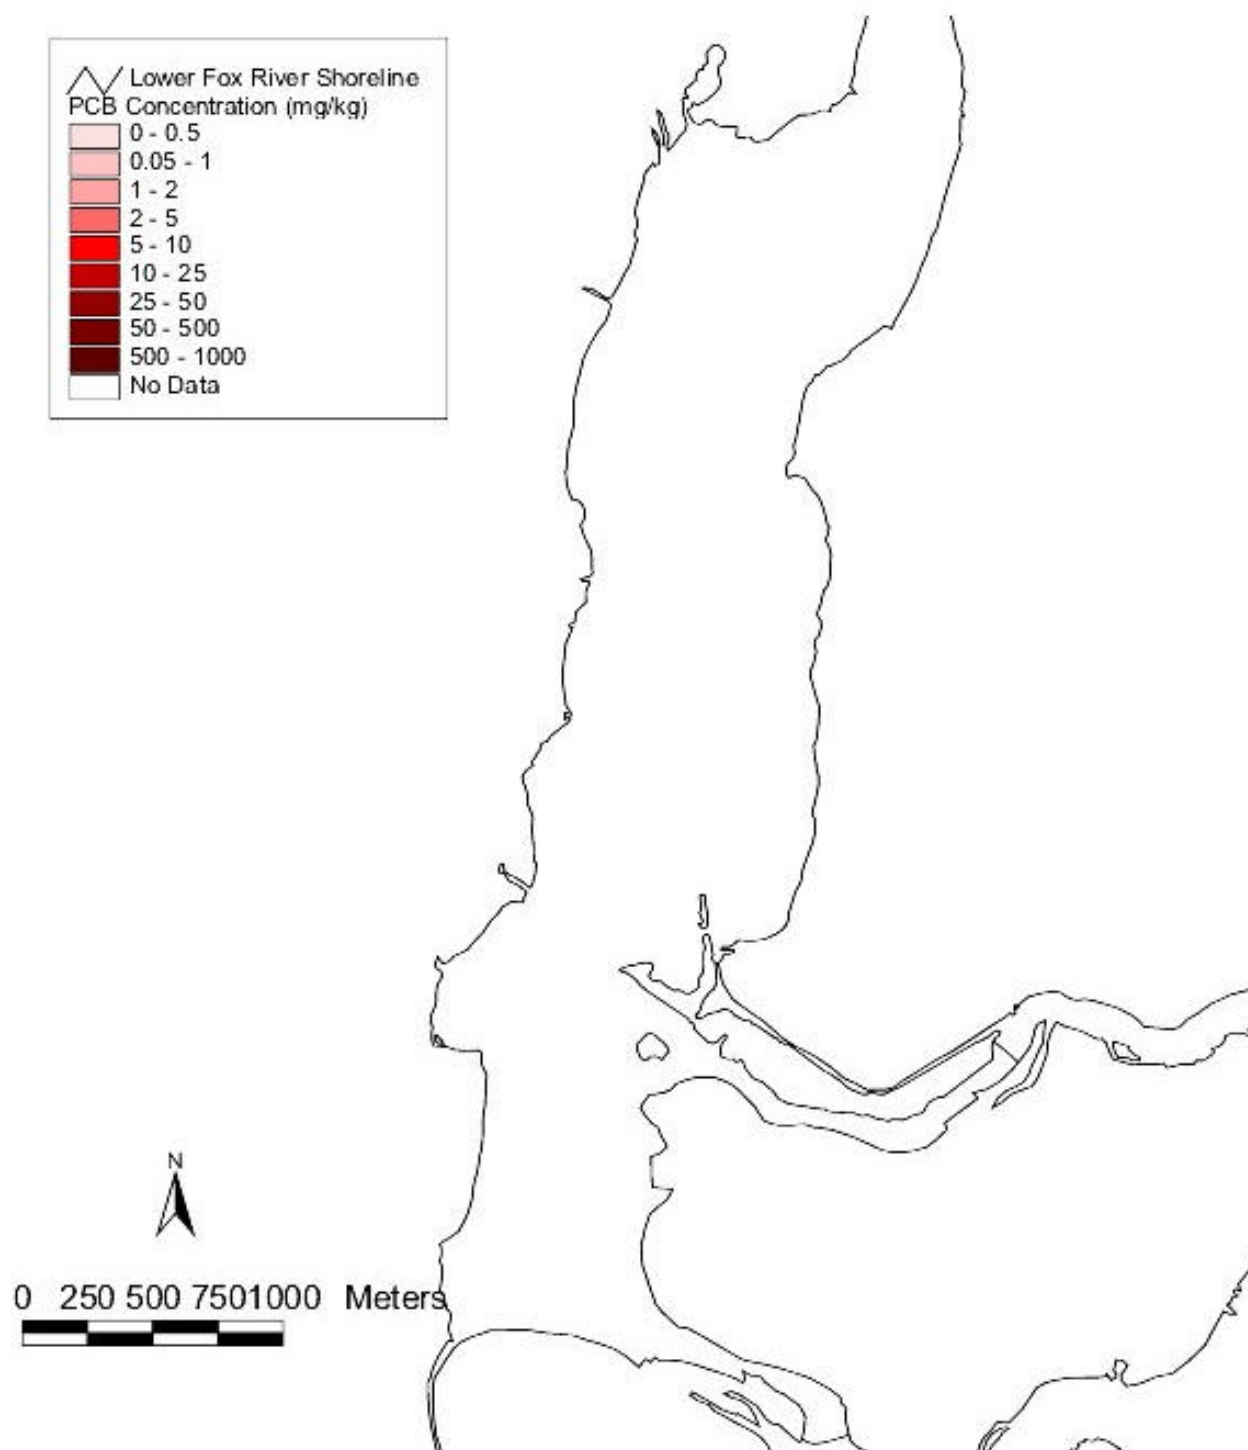 Lower Fox River Shoreline
PCB Concentration (mg/kg)
0 - 0.5
0.05 - 1
1 - 2
2 - 5
5 - 10
10 - 25
25 - 50
50 - 500
500 - 1000
No Data
N
0 250 500 7501000 Meters